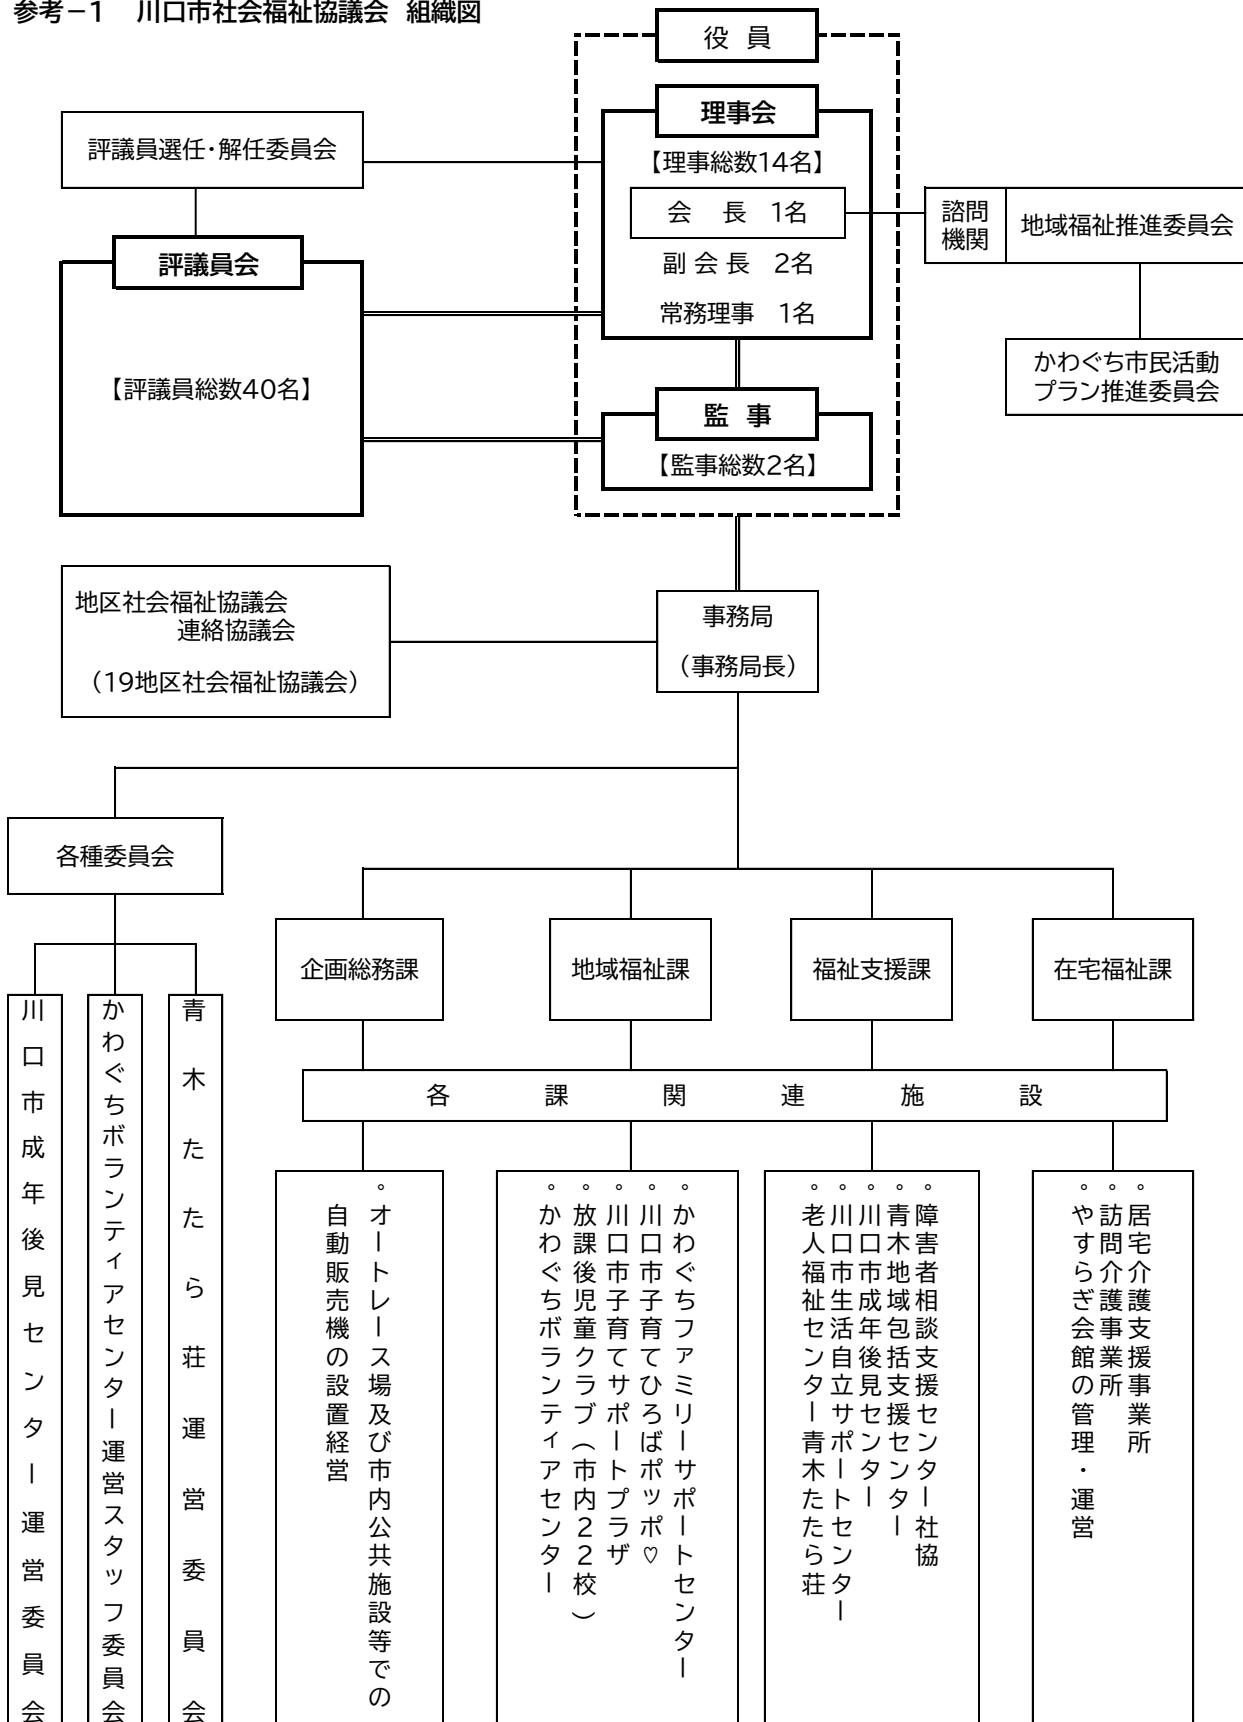 参考－1　川口市社会福祉協議会 組織図
役 員
理事会
【理事総数14名】
会　長 1名
副 会 長　2名
常務理事　1名
評議員選任・解任委員会
評議員会
【評議員総数40名】
諮問
機関
地域福祉推進委員会
かわぐち市民活動
プラン推進委員会
監 事
【監事総数2名】
地区社会福祉協議会
連絡協議会
（19地区社会福祉協議会）
事務局
（事務局長）
各種委員会
企画総務課
地域福祉課
福祉支援課
在宅福祉課
各課関連施設
青木たたら荘運営委員会
かわぐちボランティアセンター運営スタッフ委員会
川口市成年後見センター運営委員会
。オートレース場及び市内公共施設等での
自動販売機の設置経営
。かわぐちファミリーサポートセンター
。川口市子育てひろばポッポ♡
。川口市子育てサポートプラザ
。放課後児童クラブ（市内22校）
。かわぐちボランティアセンター
。障害者相談支援センター社協
。青木地域包括支援センター
。川口市成年後見センター
。川口市生活自立サポートセンター
。老人福祉センター青木たたら荘
。居宅介護支援事業所
。訪問介護事業所
。やすらぎ会館の管理・運営